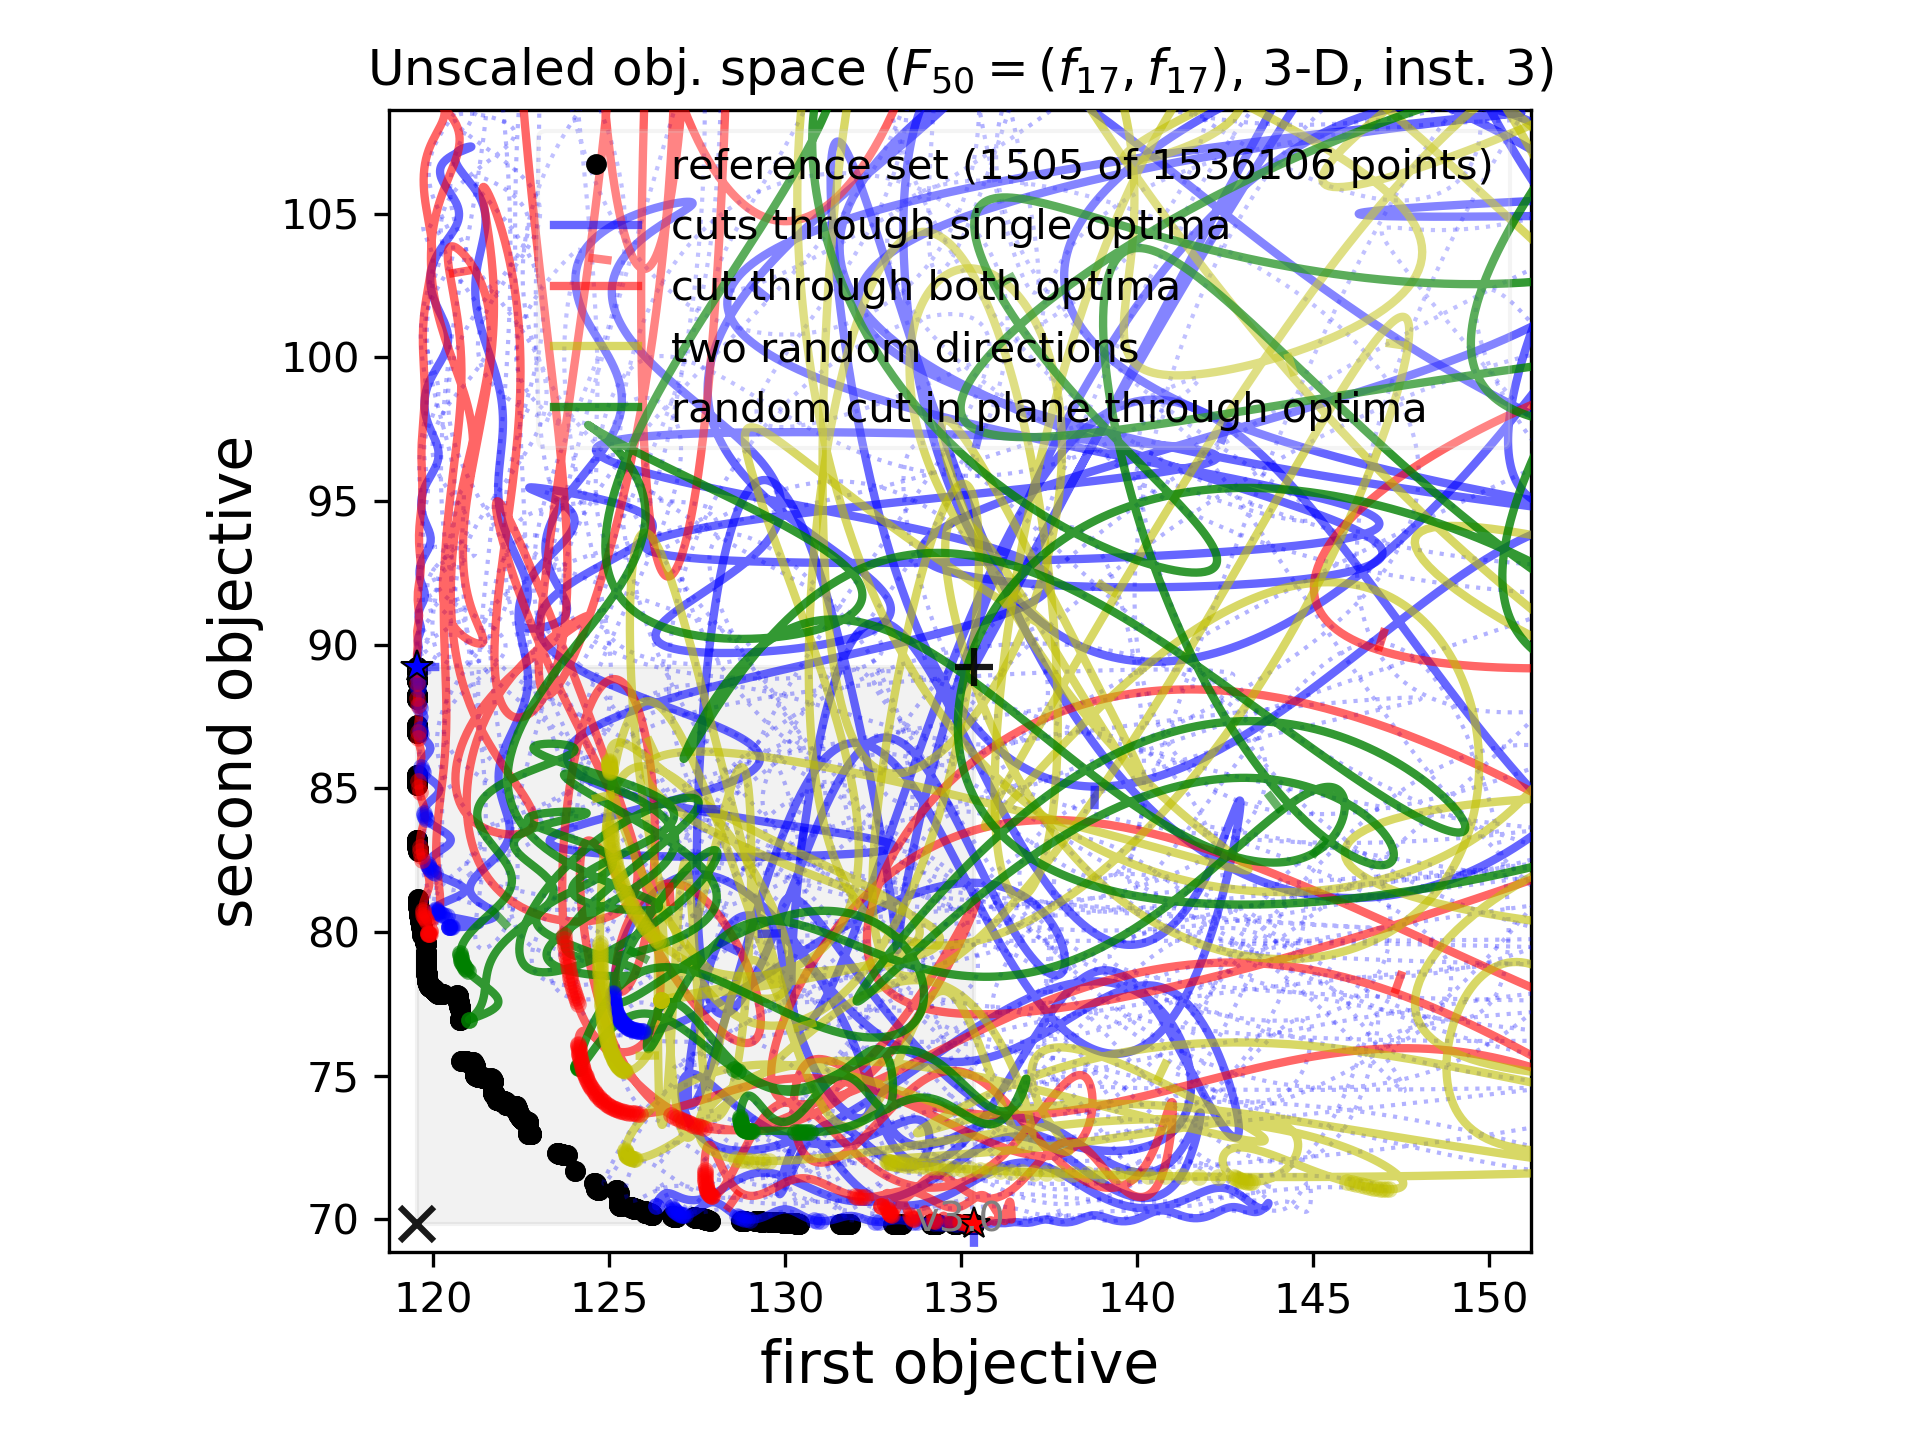 Unscaled obj. space (F₅₀ = (f₁₇, f₁₇), 3-D, inst. 3)
reference set (1505 of 1536106 points)
cuts through single optima
cut through both optima
two random directions
random cut in plane through optima
105
100
95
90
85
80
75
70
second objective
v3.0
120 125 130 135 140 145 150
first objective